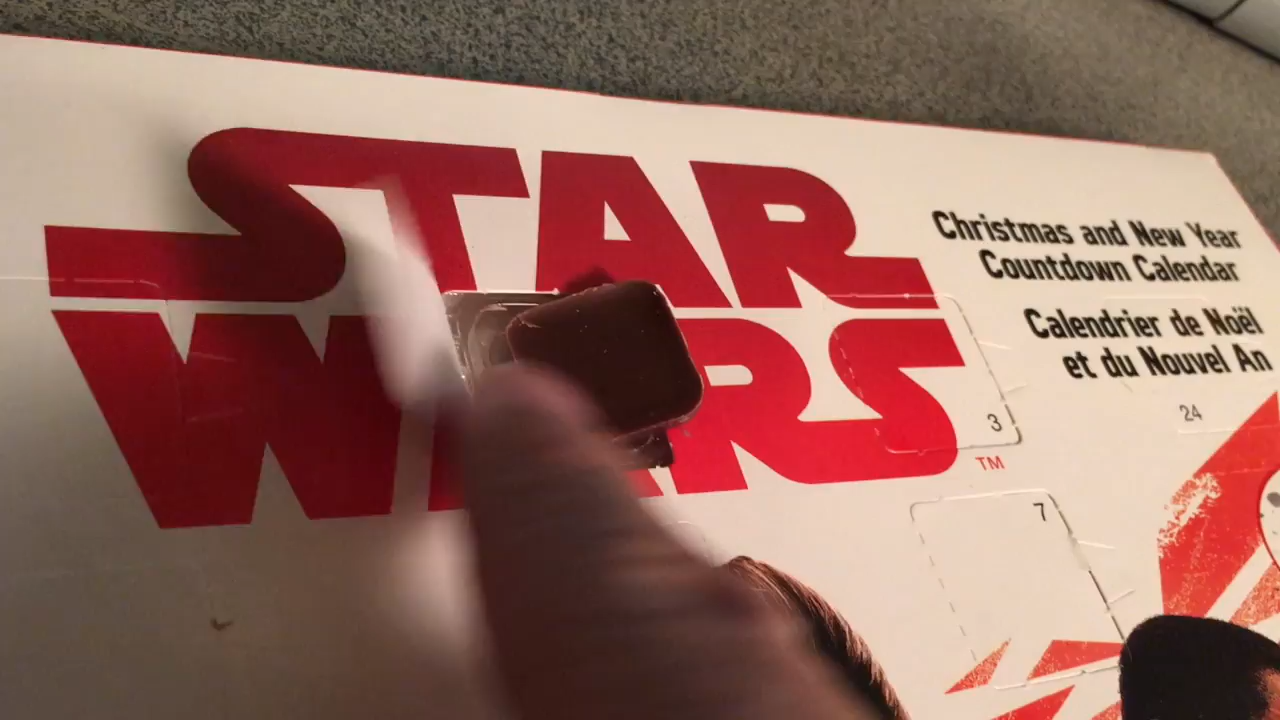 STAR
WARS
TM
Christmas and New Year
Countdown Calendar
Calendrier de Noël
et du Nouvel An
3
24
7